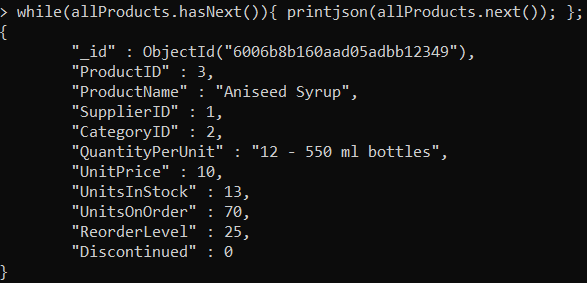 > while(allProducts.hasNext()){ printjson(allProducts.next()); };
{
        "_id" : ObjectId("6006b8b160aad05adbb12349"),
        "ProductID" : 3,
        "ProductName" : "Aniseed Syrup",
        "SupplierID" : 1,
        "CategoryID" : 2,
        "QuantityPerUnit" : "12 - 550 ml bottles",
        "UnitPrice" : 10,
        "UnitsInStock" : 13,
        "UnitsOnOrder" : 70,
        "ReorderLevel" : 25,
        "Discontinued" : 0
}